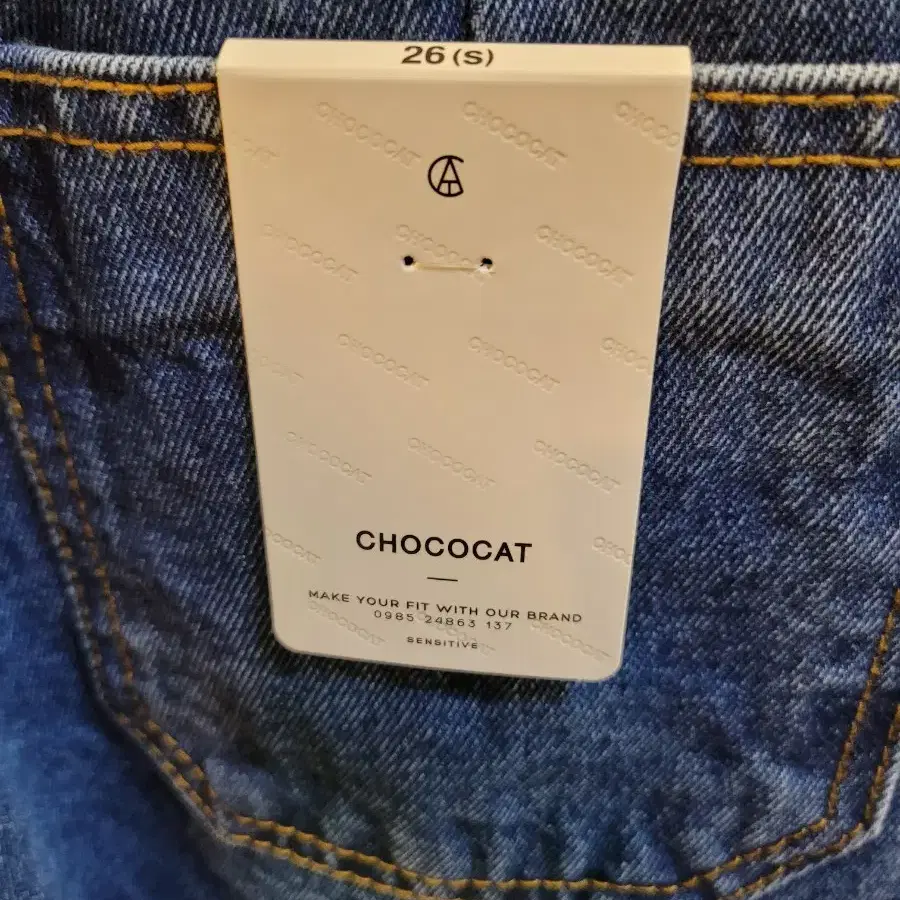 26 (S)
CHOCOCAT
MAKE YOUR FIT WITH OUR BRAND
0985 24863 137
SENSITIVE